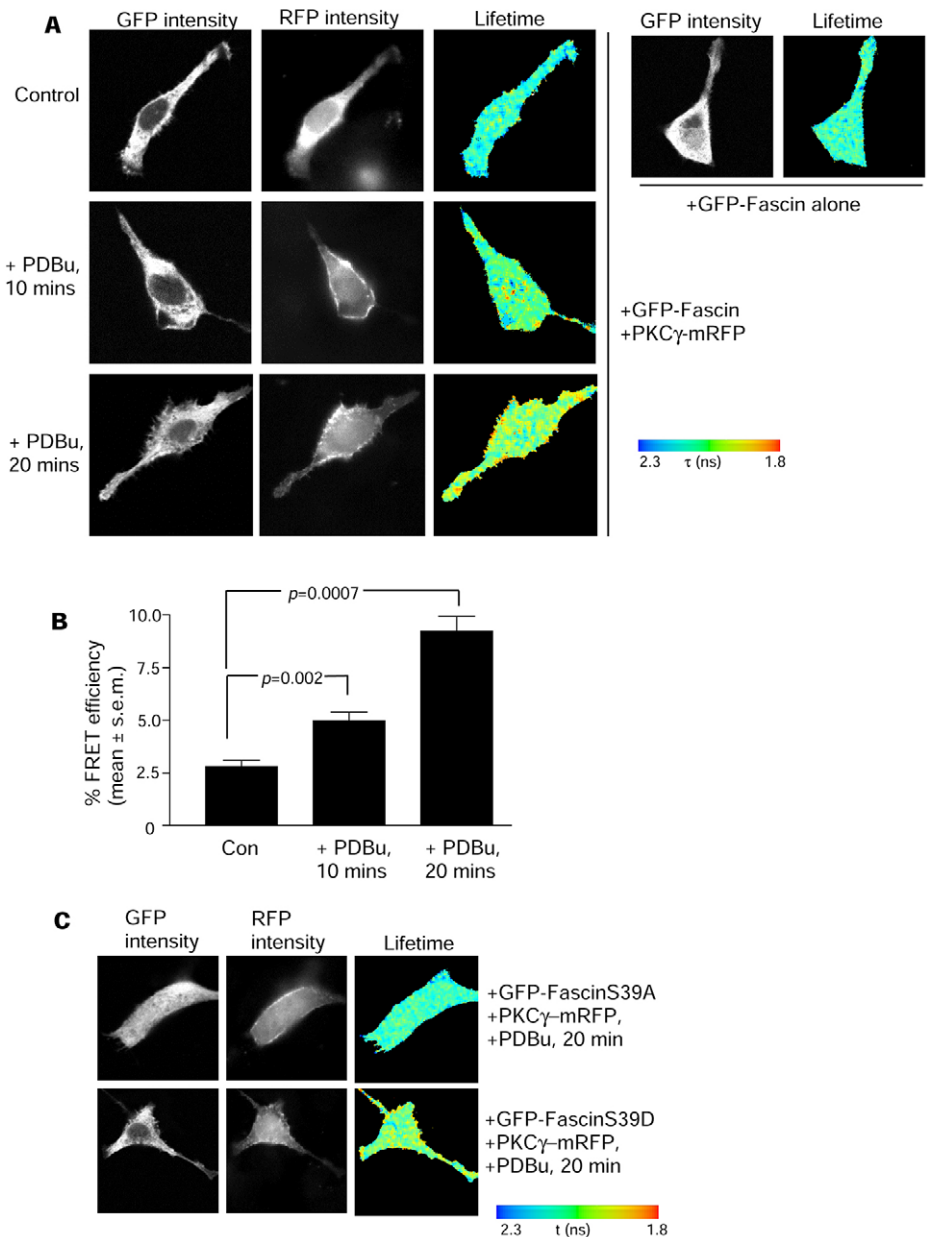 A
GFP intensity
RFP intensity
Lifetime
GFP intensity
Lifetime
Control
+GFP-Fascin alone
+ PDBu,
10 mins
+GFP-Fascin
+PKCγ-mRFP
+ PDBu,
20 mins
2.3 τ (ns) 1.8
B
% FRET efficiency
(mean ± s.e.m.)
10.0
7.5
5.0
2.5
0
p=0.0007
p=0.002
Con
+ PDBu,
10 mins
+ PDBu,
20 mins
C
GFP
intensity
RFP
intensity
Lifetime
+GFP-FascinS39A
+PKCγ–mRFP,
+PDBu, 20 min
+GFP-FascinS39D
+PKCγ–mRFP,
+PDBu, 20 min
2.3 t (ns) 1.8